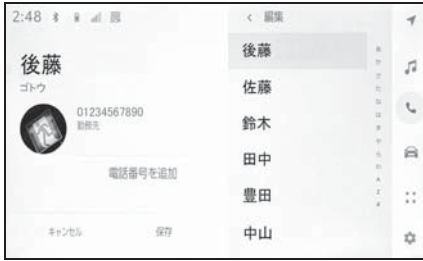 2:48
後藤
ゴトウ
01234567890
勤務先
電話番号を追加
キャンセル
保存
編集
後藤
佐藤
鈴木
田中
豊田
中山